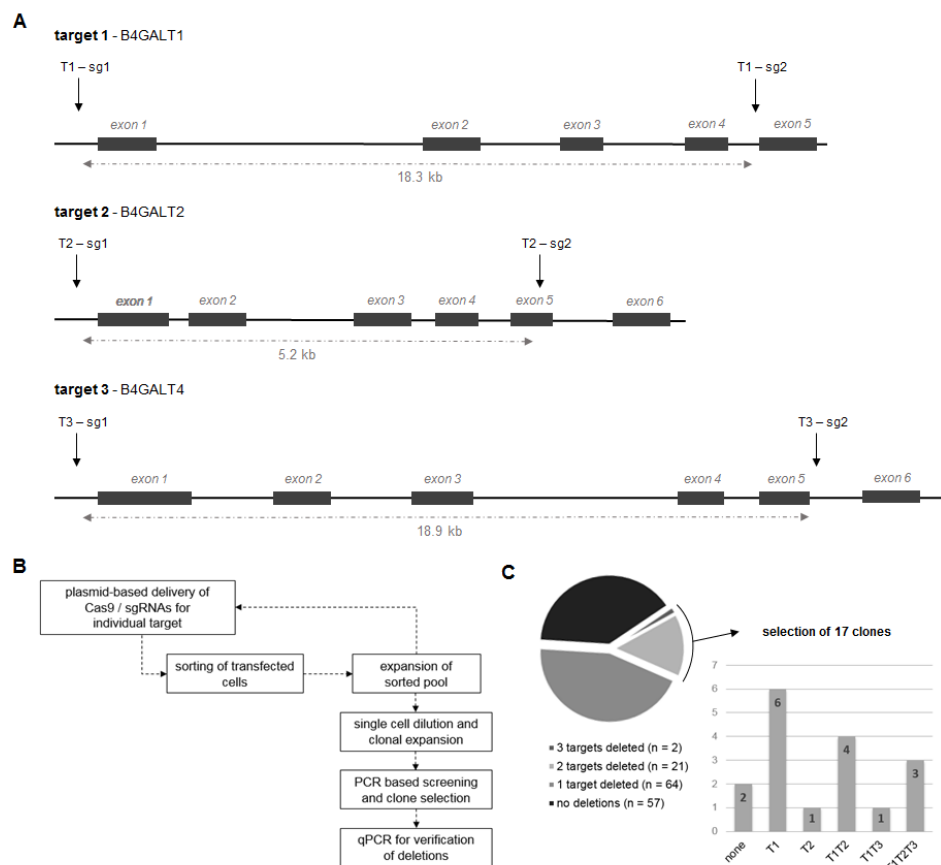 A
target 1 - B4GALT1
T1 – sg1
T1 – sg2
exon 1
exon 2
exon 3
exon 4
exon 5
18.3 kb
target 2 - B4GALT2
T2 – sg1
T2 – sg2
exon 1
exon 2
exon 3
exon 4
exon 5
exon 6
5.2 kb
target 3 - B4GALT4
T3 – sg1
T3 – sg2
exon 1
exon 2
exon 3
exon 4
exon 5
exon 6
18.9 kb
B
plasmid-based delivery of
Cas9 / sgRNAs for
individual target
sorting of transfected
cells
expansion of
sorted pool
single cell dilution and
clonal expansion
PCR based screening
and clone selection
qPCR for verification
of deletions
C
selection of 17 clones
3 targets deleted (n = 2)
2 targets deleted (n = 21)
1 target deleted (n = 64)
no deletions (n = 57)
7
6
5
4
3
2
1
0
2
6
1
4
1
3
none
T1
T2
T1T2
T1T3
T1T2T3